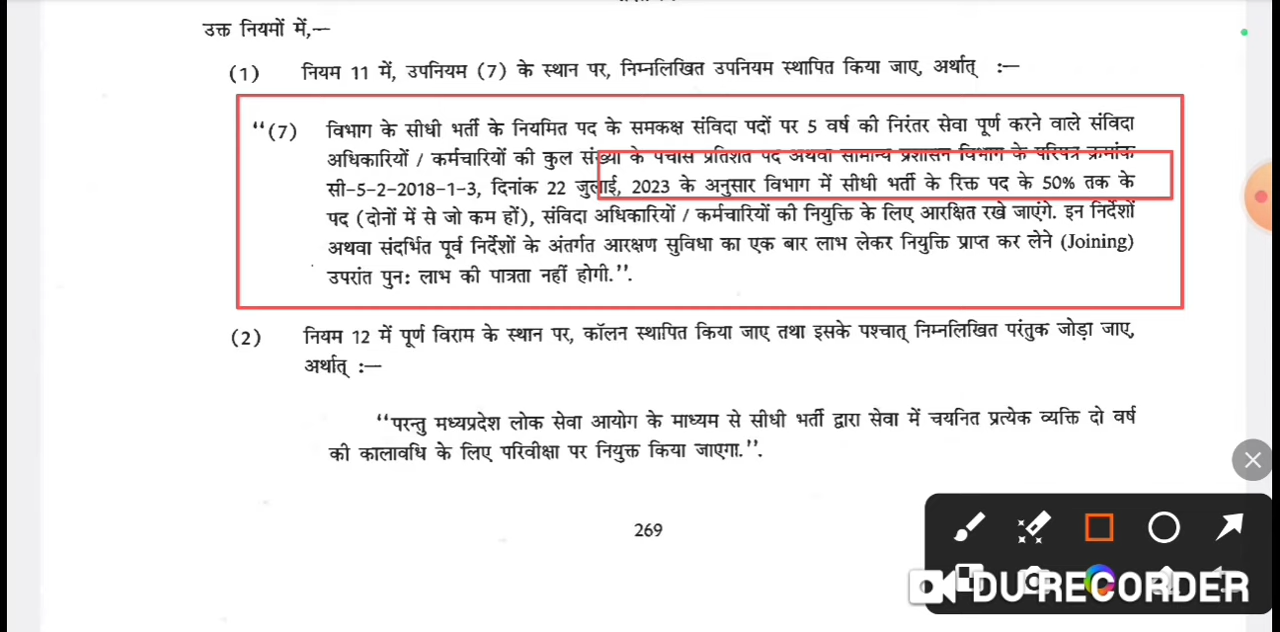 उक्त नियमों में,—
(1) नियम 11 में, उपनियम (7) के स्थान पर, निम्नलिखित उपनियम स्थापित किया जाए, अर्थात् :—
“(7) विभाग के सीधी भर्ती के नियमित पद के समकक्ष संविदा पदों पर 5 वर्ष की निरंतर सेवा पूर्ण करने वाले संविदा
अधिकारियों / कर्मचारियों की कुल संख्या के पचास प्रतिशत पद अथवा सामान्य प्रशासन विभाग के परिपत्र क्रमांक
सी-5-2-2018-1-3, दिनांक 22 जुलाई, 2023 के अनुसार विभाग में सीधी भर्ती के रिक्त पद के 50% तक के
पद (दोनों में से जो कम हों), संविदा अधिकारियों / कर्मचारियों की नियुक्ति के लिए आरक्षित रखे जाएंगे. इन निर्देशों
अथवा संदर्भित पूर्व निर्देशों के अंतर्गत आरक्षण सुविधा का एक बार लाभ लेकर नियुक्ति प्राप्त कर लेने (Joining)
उपरांत पुन: लाभ की पात्रता नहीं होगी.”.
(2) नियम 12 में पूर्ण विराम के स्थान पर, कॉलन स्थापित किया जाए तथा इसके पश्चात् निम्नलिखित परंतुक जोड़ा जाए,
अर्थात् :—
“परन्तु मध्यप्रदेश लोक सेवा आयोग के माध्यम से सीधी भर्ती द्वारा सेवा में चयनित प्रत्येक व्यक्ति दो वर्ष
की कालावधि के लिए परिवीक्षा पर नियुक्त किया जाएगा.”.
269
DU RECORDER